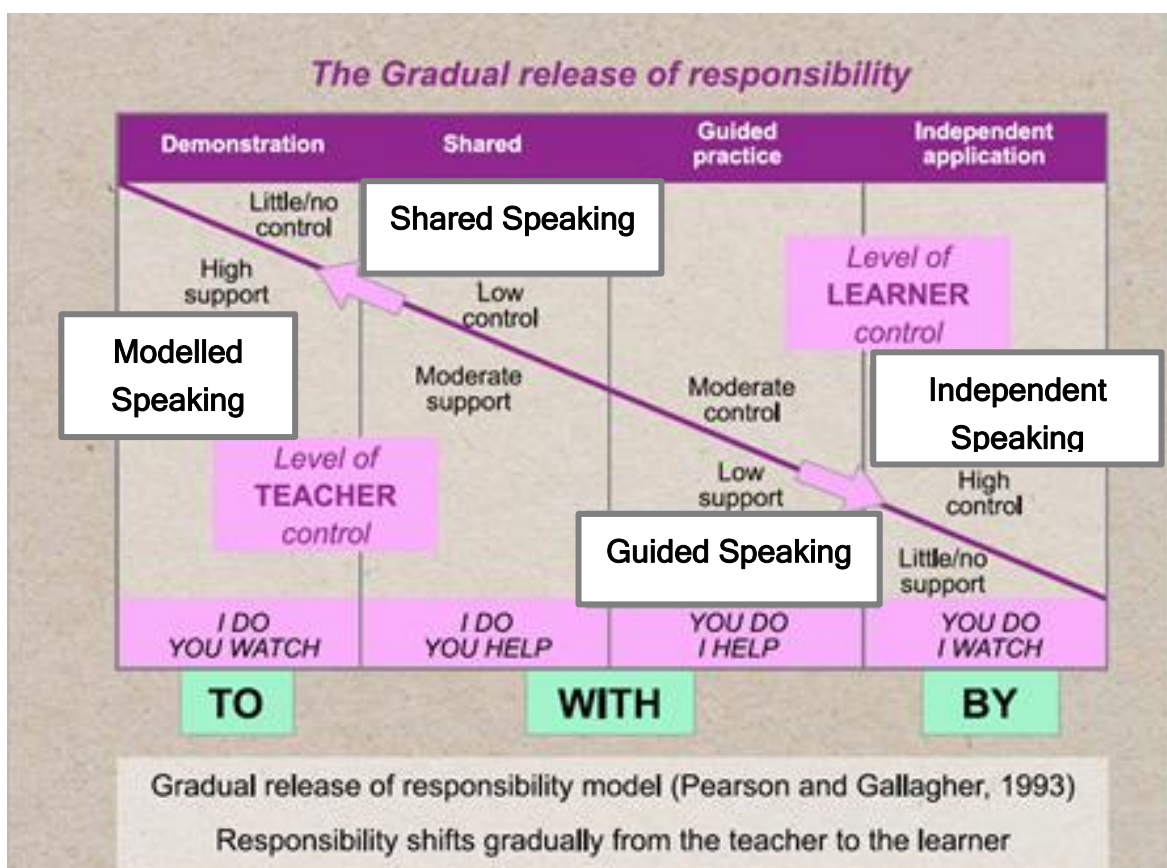 The Gradual release of responsibility
Demonstration
Shared
Guided
practice
Independent
application
Little/no
control
High
support
Modelled
Speaking
Level of
TEACHER
control
Shared Speaking
Low
control
Moderate
support
Moderate
control
Low
support
Guided Speaking
Level of
LEARNER
control
Independent
Speaking
High
control
Little/no
support
I DO
YOU WATCH
I DO
YOU HELP
YOU DO
I HELP
YOU DO
I WATCH
TO
WITH
BY
Gradual release of responsibility model (Pearson and Gallagher, 1993)
Responsibility shifts gradually from the teacher to the learner